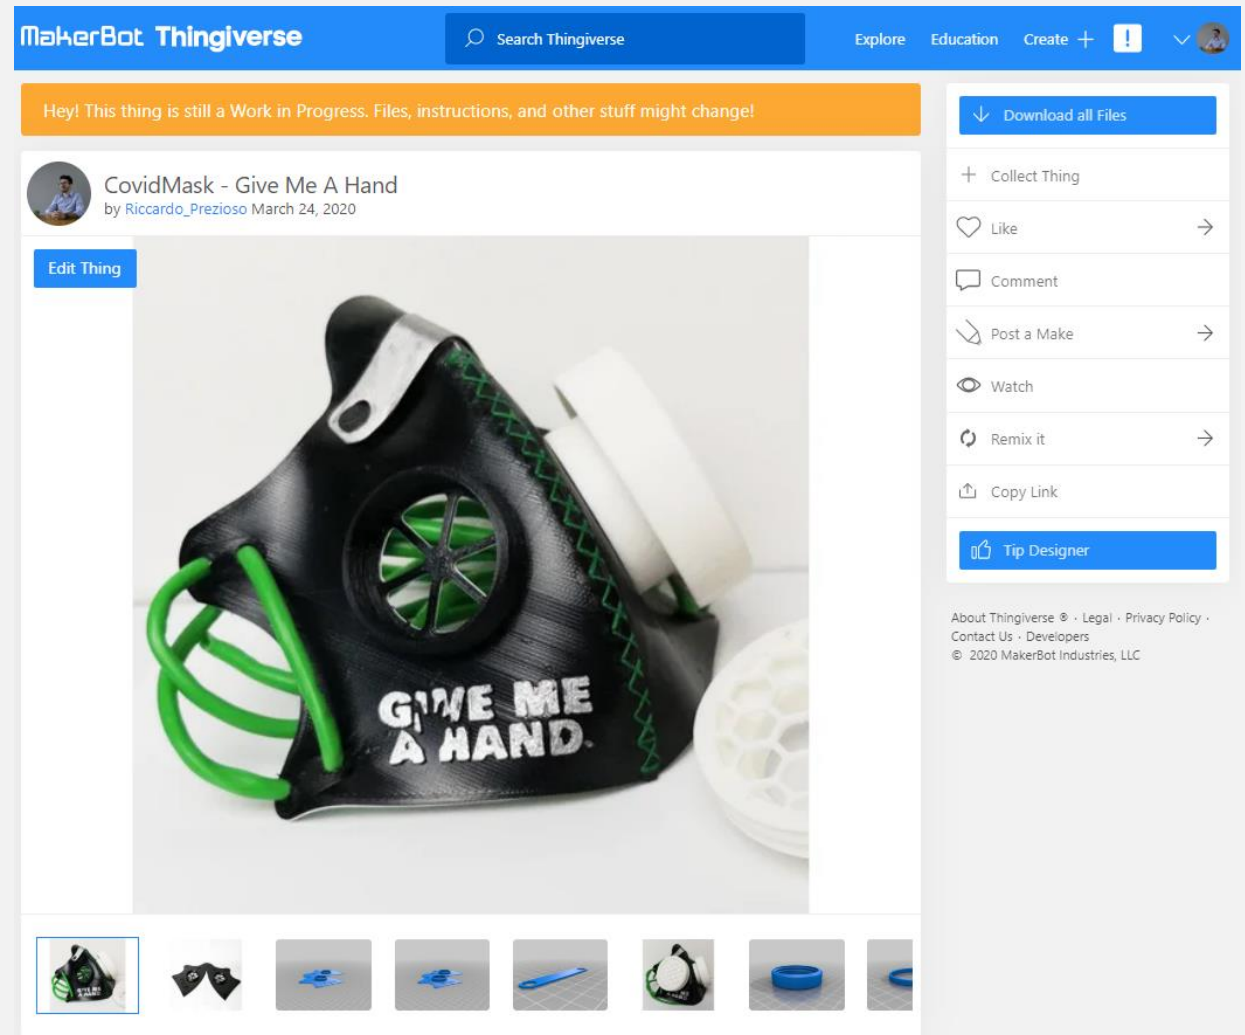 MakerBot Thingiverse
Search Thingiverse
Explore
Education
Create
Hey! This thing is still a Work in Progress. Files, instructions, and other stuff might change!
CovidMask - Give Me A Hand
by Riccardo_Prezioso March 24, 2020
Edit Thing
GIVE ME
A HAND.
Download all Files
Collect Thing
Like
Comment
Post a Make
Watch
Remix it
Copy Link
Tip Designer
About Thingiverse ® · Legal · Privacy Policy ·
Contact Us · Developers
© 2020 MakerBot Industries, LLC